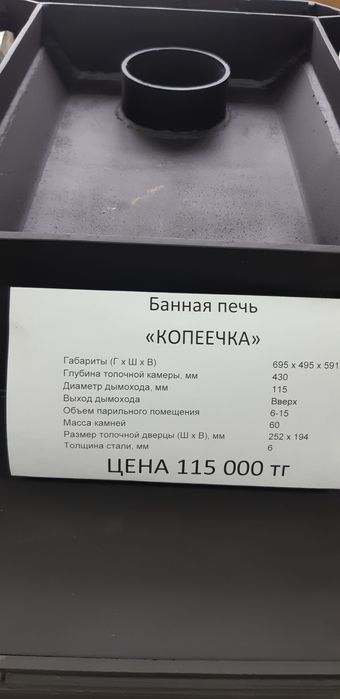 Банная печь
«КОПЕЕЧКА»
Габариты (Г х Ш х В) 695 х 495 х 591
Глубина топочной камеры, мм 430
Диаметр дымохода, мм 115
Выход дымохода Вверх
Объем парильного помещения 6-15
Масса камней 60
Размер топочной дверцы (Ш х В), мм 252 х 194
Толщина стали, мм 6
ЦЕНА 115 000 тг